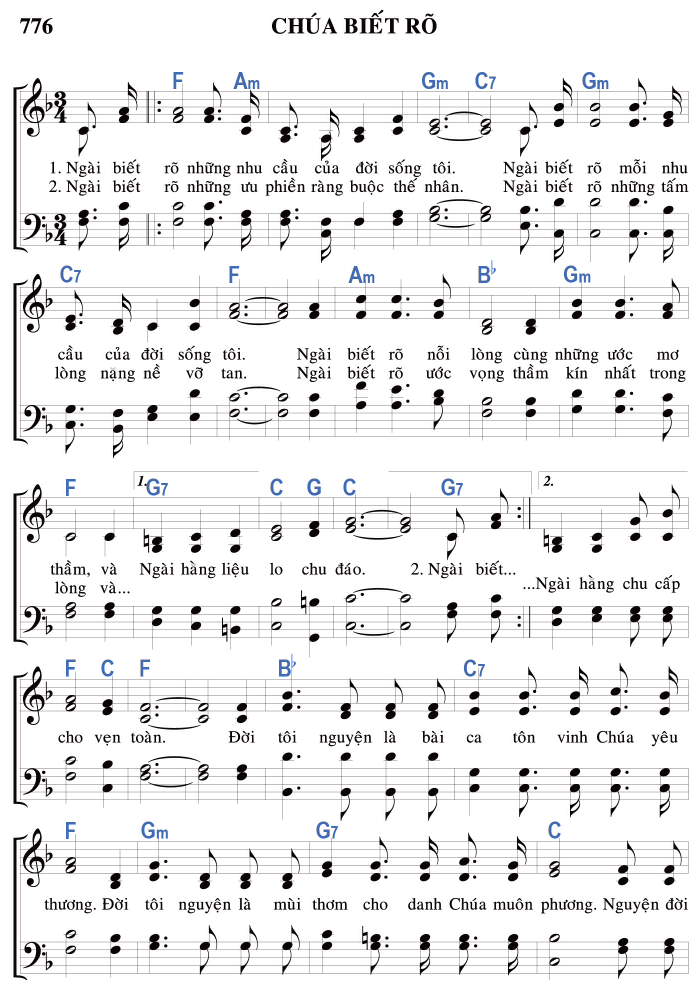 776 CHÚA BIẾT RÕ
F Am Gm C7 Gm
3/4
1. Ngài biết rõ những nhu cầu của đời sống tôi. Ngài biết rõ mỗi nhu
2. Ngài biết rõ những ưu phiền ràng buộc thế nhân. Ngài biết rõ những tấm
3/4
C7 F Am B♭ Gm
cầu của đời sống tôi. Ngài biết rõ nỗi lòng cùng những ước mơ
lòng nặng nề vỡ tan. Ngài biết rõ ước vọng thầm kín nhất trong
F 1. G7 C G C G7 2.
thầm, và Ngài hằng liệu lo chu đáo. 2. Ngài biết...
lòng và... ...Ngài hằng chu cấp
F C F B♭ C7
cho vẹn toàn. Đời tôi nguyện là bài ca tôn vinh Chúa yêu
F Gm G7 C
thương. Đời tôi nguyện là mùi thơm cho danh Chúa muôn phương. Nguyện đời